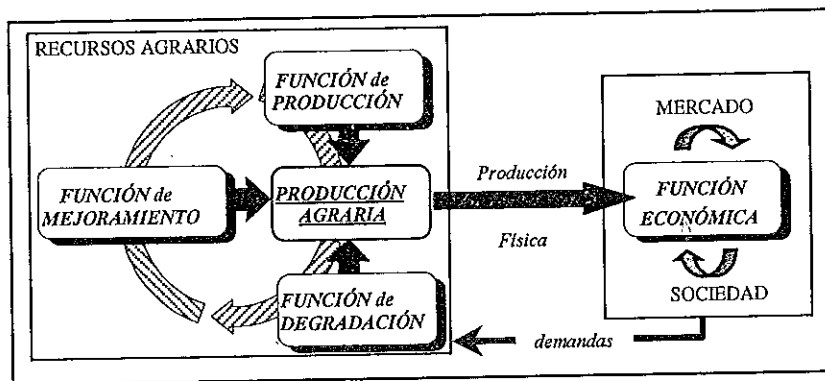 RECURSOS AGRARIOS
FUNCIÓN de
PRODUCCIÓN
FUNCIÓN de
MEJORAMIENTO
PRODUCCIÓN
AGRARIA
FUNCIÓN de
DEGRADACIÓN
Producción
Física
MERCADO
FUNCIÓN
ECONÓMICA
SOCIEDAD
demandas